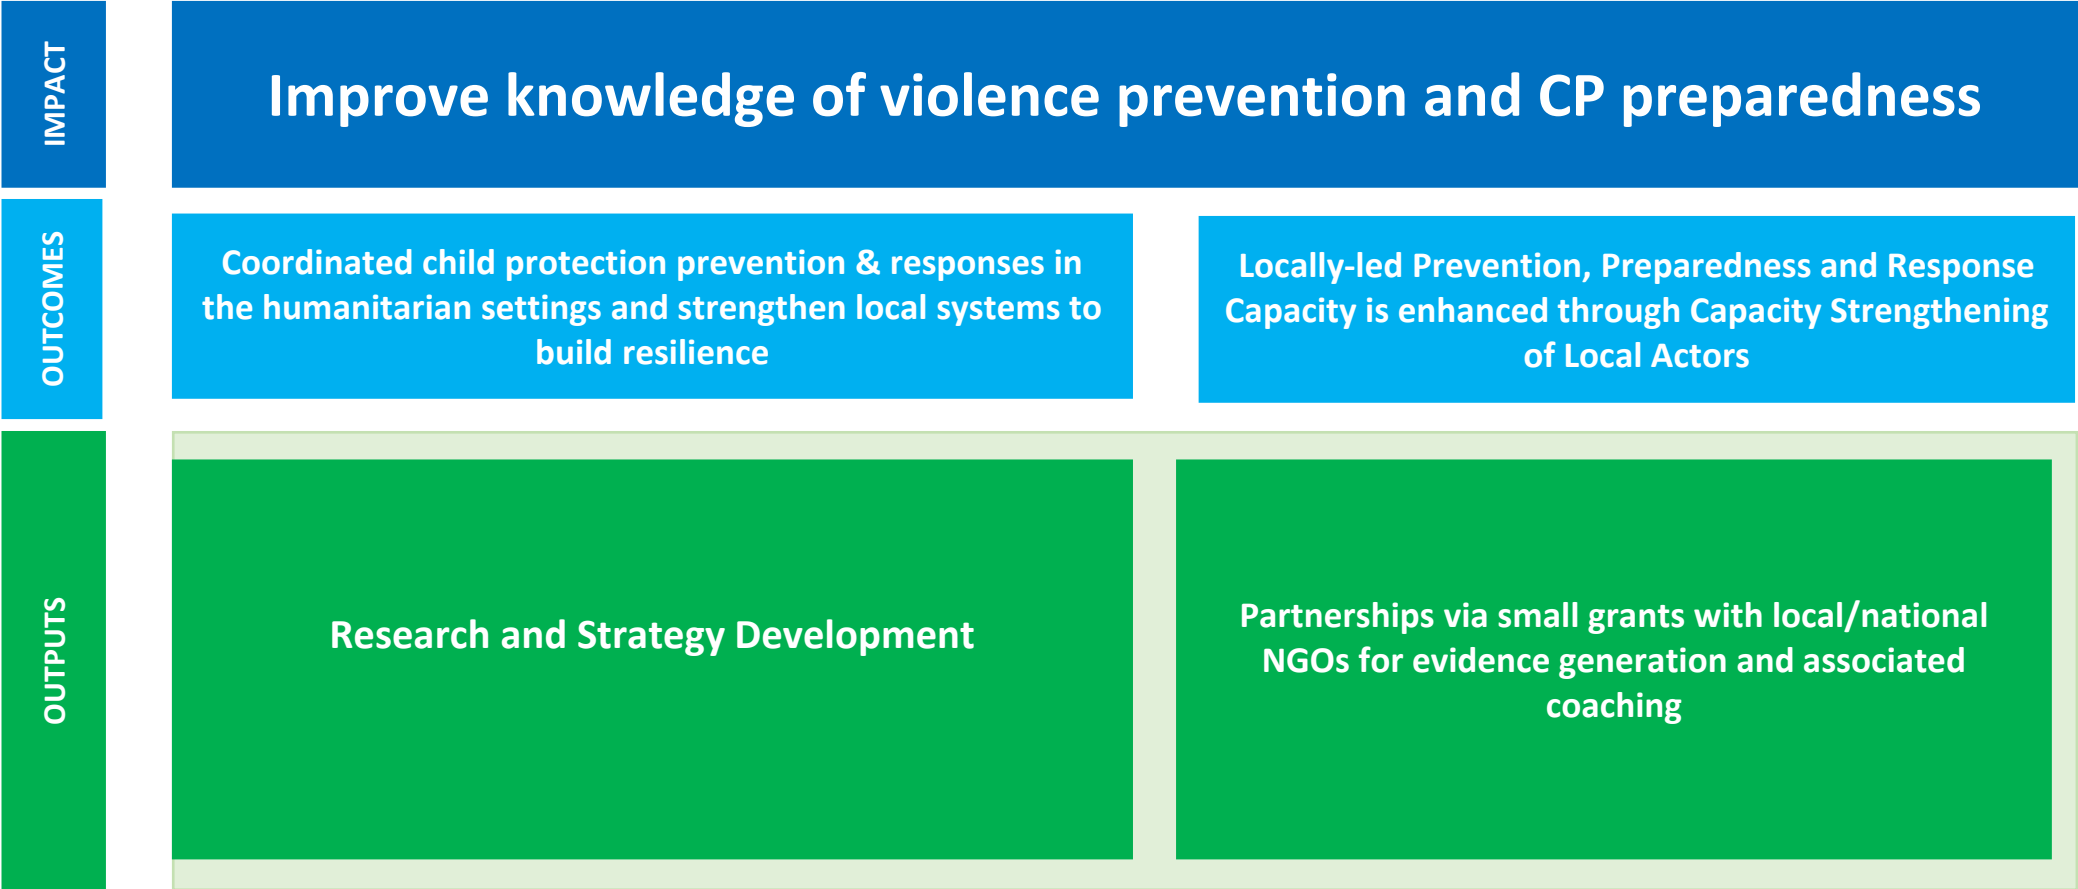 IMPACT
Improve knowledge of violence prevention and CP preparedness
OUTCOMES
Coordinated child protection prevention & responses in
the humanitarian settings and strengthen local systems to
build resilience
Locally-led Prevention, Preparedness and Response
Capacity is enhanced through Capacity Strengthening
of Local Actors
OUTPUTS
Research and Strategy Development
Partnerships via small grants with local/national
NGOs for evidence generation and associated
coaching